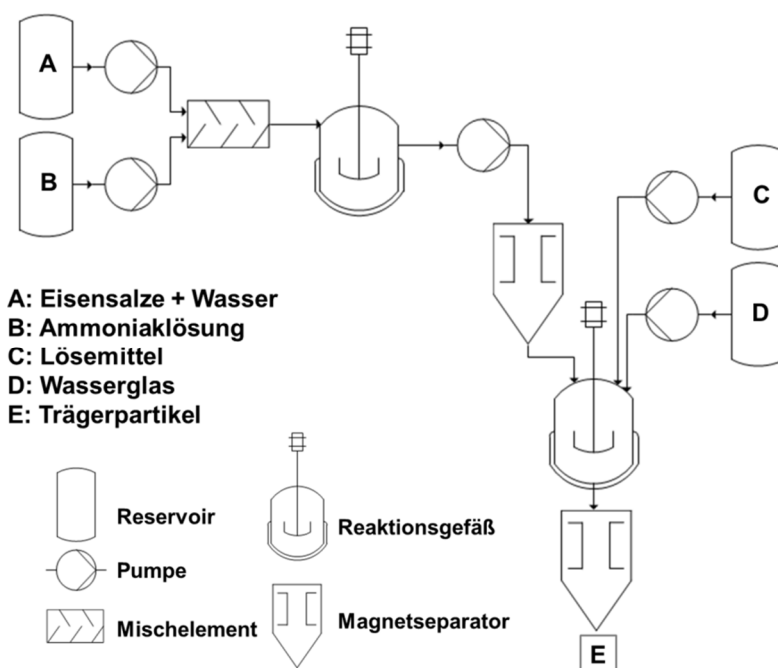 A
B
C
D
A: Eisensalze + Wasser
B: Ammoniaklösung
C: Lösemittel
D: Wasserglas
E: Trägerpartikel
Reservoir
Reaktionsgefäß
Pumpe
Mischelement
Magnetseparator
E